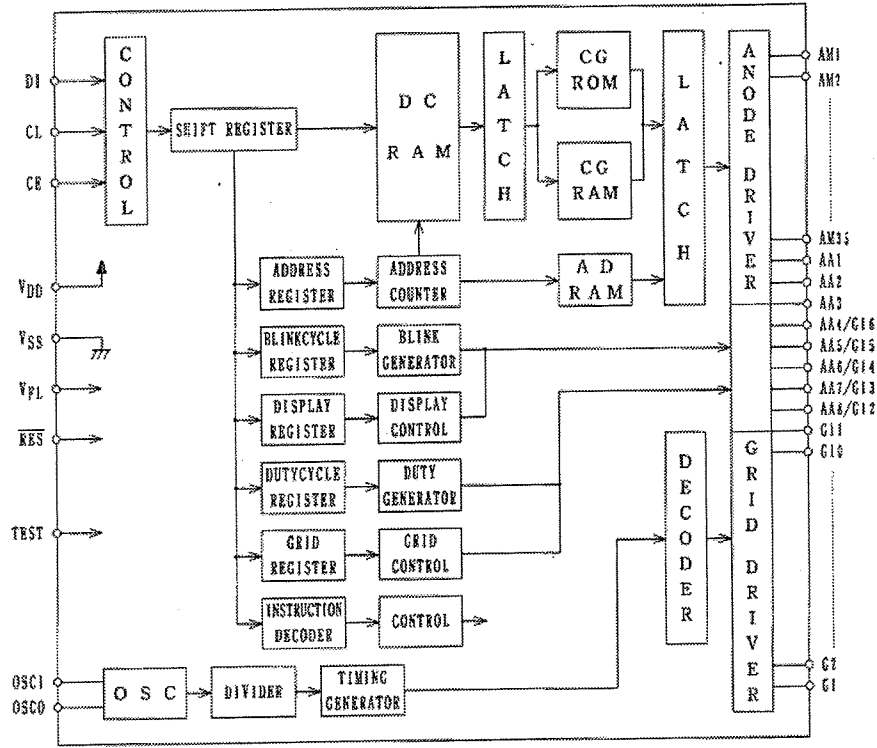 DI
CL
CE
VDD
VSS
VFL
RES
TEST
OSCI
OSCO
CONTROL
SHIFT REGISTER
DC
RAM
LATCH
CG
ROM
CG
RAM
LATCH
ADDRESS
REGISTER
ADDRESS
COUNTER
AD
RAM
BLINKCYCLE
REGISTER
BLINK
GENERATOR
DISPLAY
REGISTER
DISPLAY
CONTROL
DUTYCYCLE
REGISTER
DUTY
GENERATOR
GRID
REGISTER
GRID
CONTROL
INSTRUCTION
DECODER
CONTROL
OSC
DIVIDER
TIMING
GENERATOR
DECODER
ANODE DRIVER
GRID DRIVER
AM1
AM2
AM35
AA1
AA2
AA3
AA4/G16
AA5/G15
AA6/G14
AA7/G13
AA8/G12
G11
G10
G2
G1